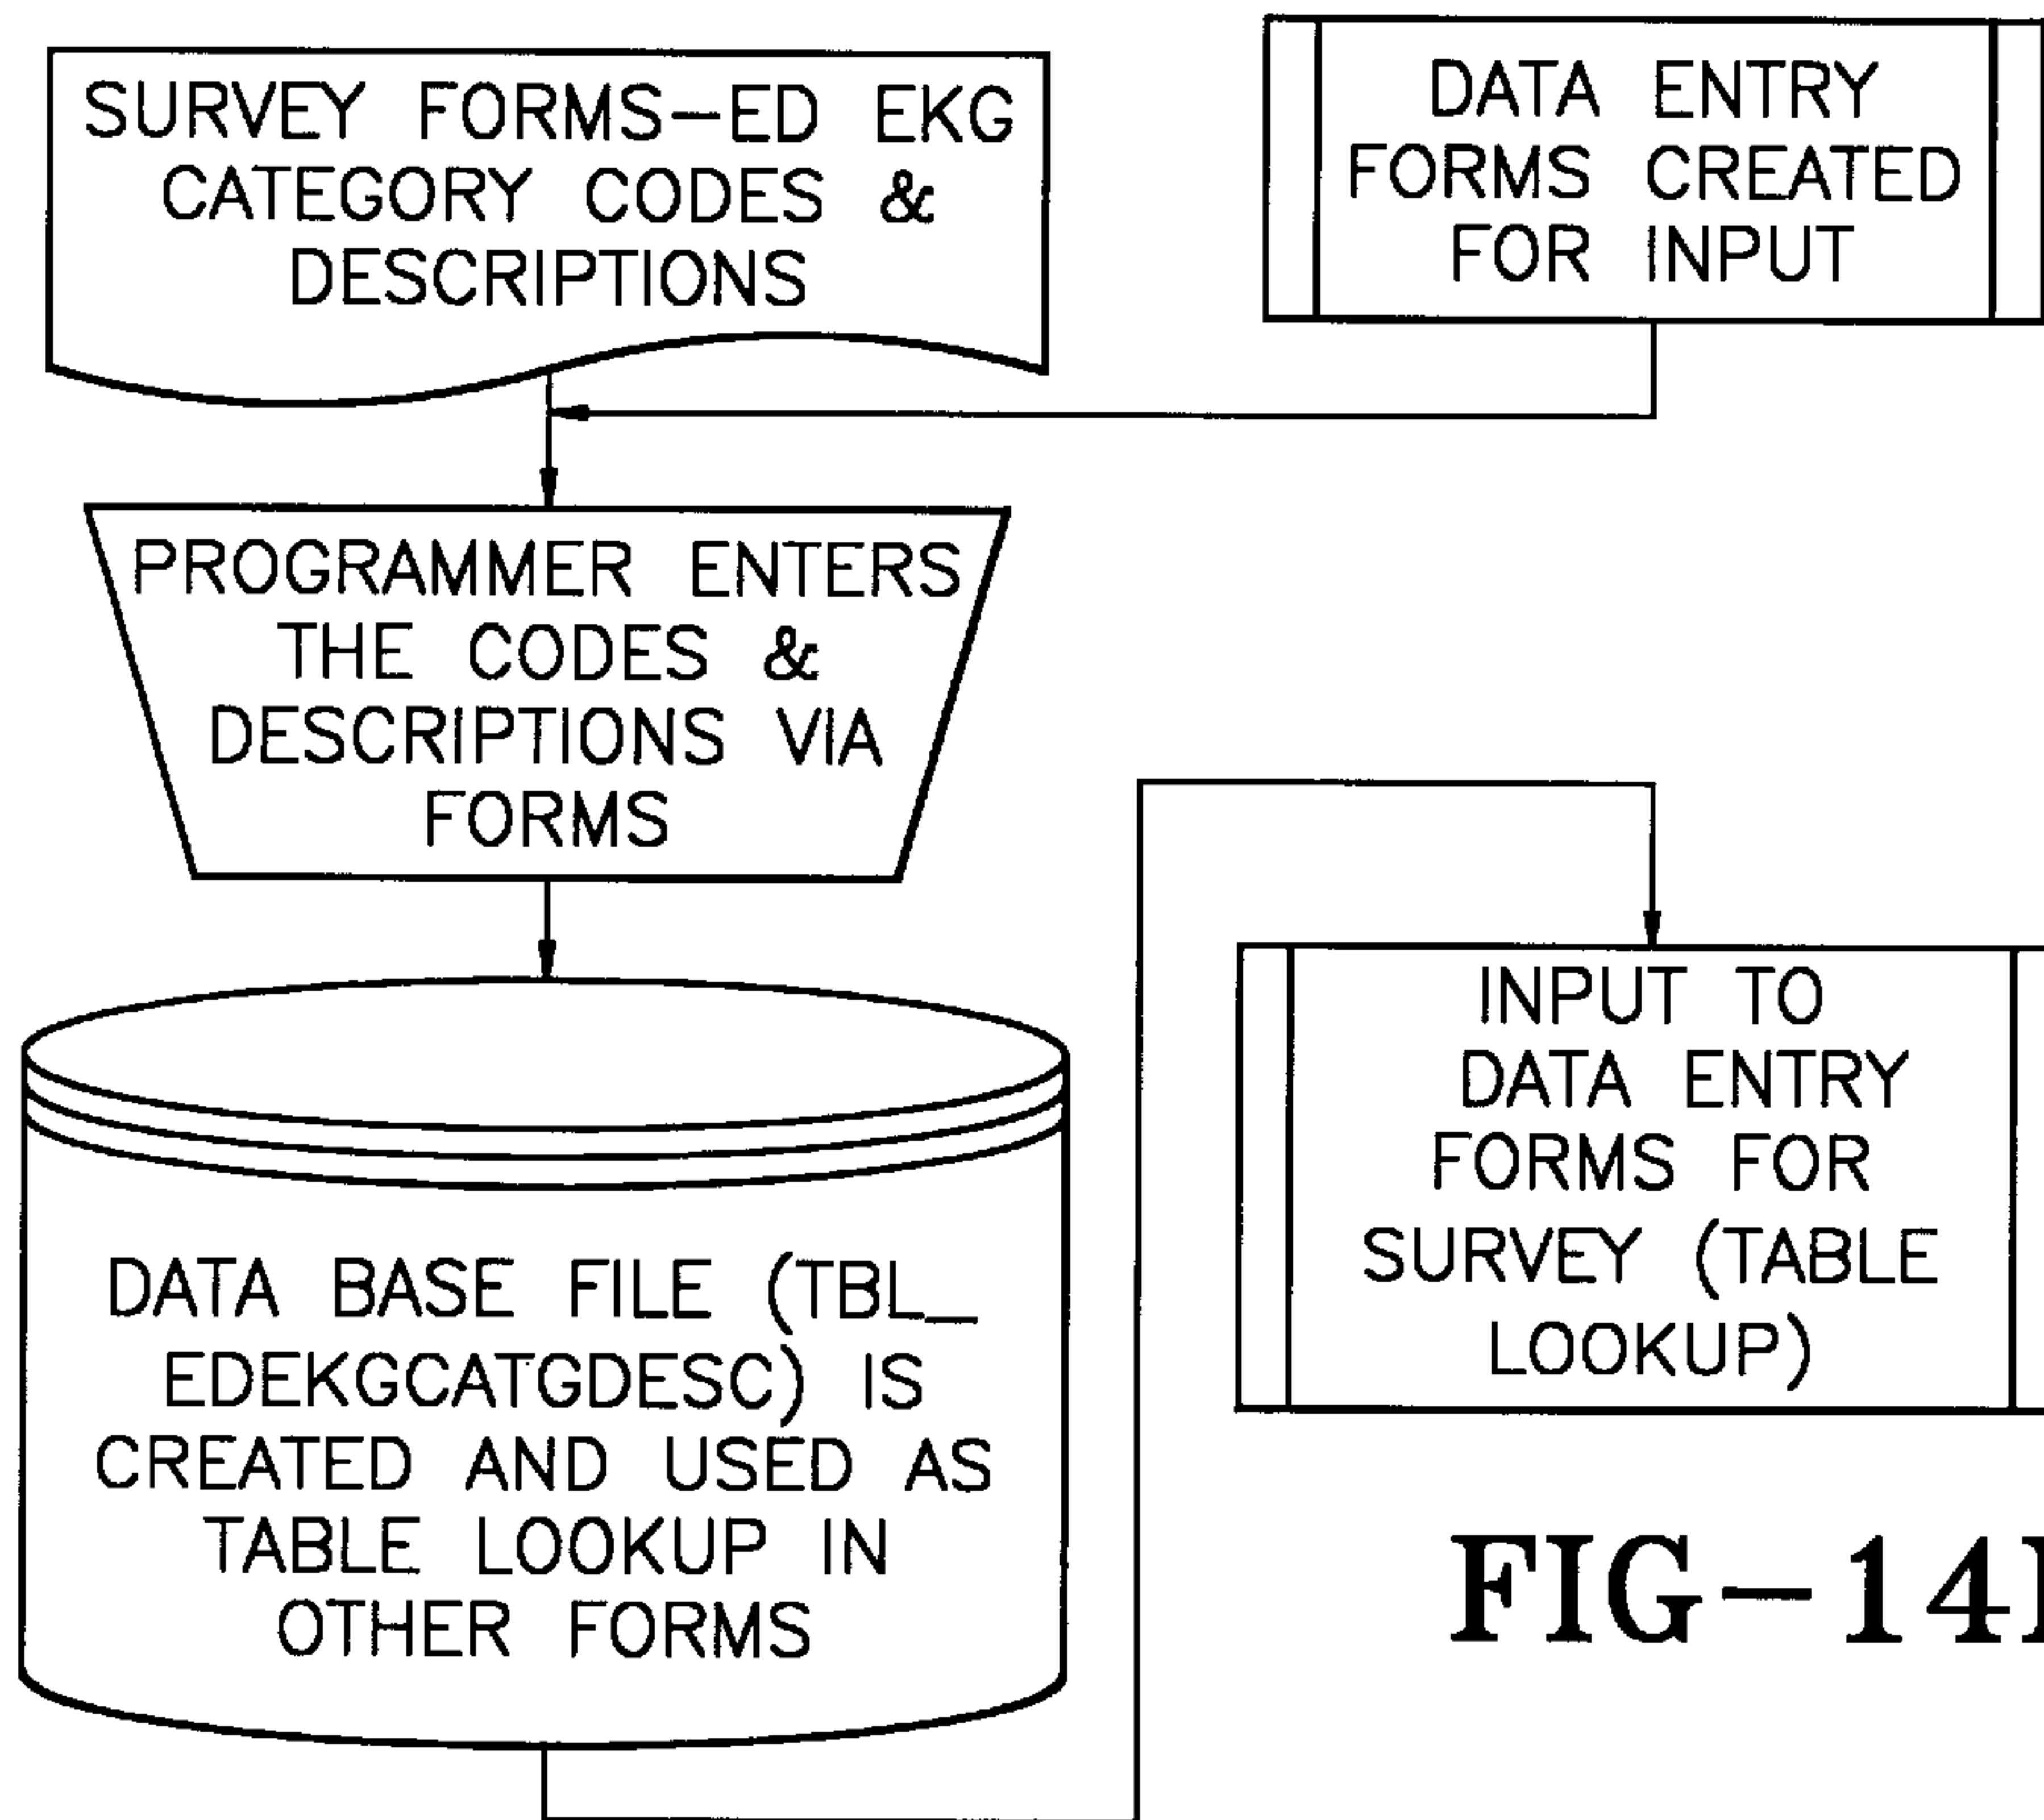 SURVEY FORMS-ED EKG
CATEGORY CODES &
DESCRIPTIONS
DATA ENTRY
FORMS CREATED
FOR INPUT
PROGRAMMER ENTERS
THE CODES &
DESCRIPTIONS VIA
FORMS
DATA BASE FILE (TBL_
EDEKGCATGDESC) IS
CREATED AND USED AS
TABLE LOOKUP IN
OTHER FORMS
INPUT TO
DATA ENTRY
FORMS FOR
SURVEY (TABLE
LOOKUP)
FIG-14